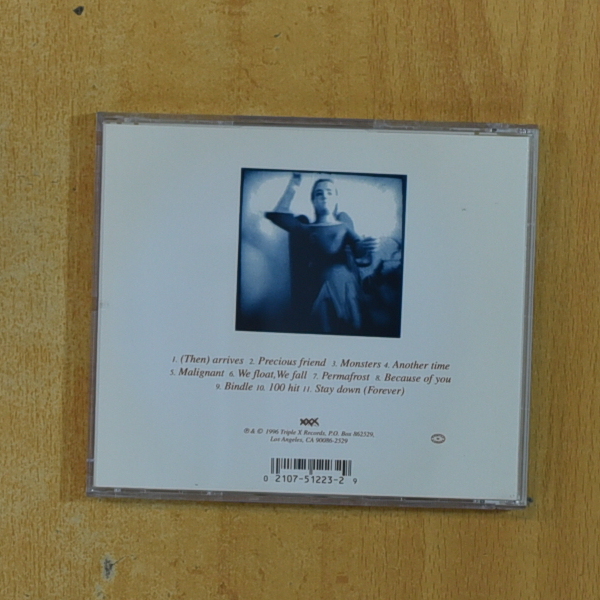 1. (Then) arrives 2. Precious friend 3. Monsters 4. Another time
5. Malignant 6. We float, We fall 7. Permafrost 8. Because of you
9. Bindle 10. 100 hit 11. Stay down (Forever)
XXX
℗ & © 1996 Triple X Records, P.O. Box 862529,
Los Angeles, CA 90086-2529
0 2107-51223-2 9